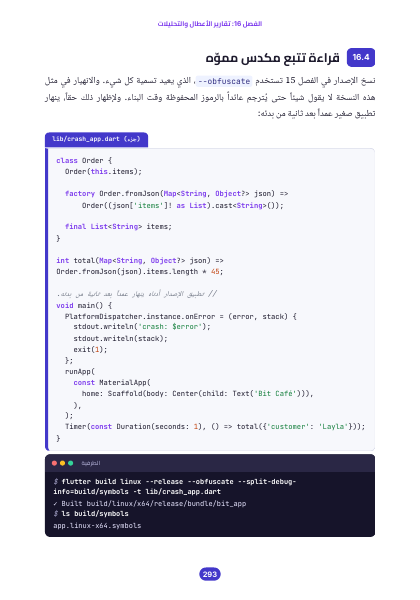 الفصل 16: تقارير الأعطال والتحليلات
16.4 قراءة تتبع مكدس مموّه
نسخ الإصدار في الفصل 15 تستخدم --obfuscate، الذي يعيد تسمية كل شيء. والانهيار في مثل
هذه النسخة لا يقول شيئاً حتى يُترجم عائداً بالرموز المحفوظة وقت البناء. ولإظهار ذلك حقاً، ينهار
تطبيق صغير عمداً بعد ثانية من بدئه:
lib/crash_app.dart (جزء)
class Order {
  Order(this.items);

  factory Order.fromJson(Map<String, Object?> json) =>
      Order((json['items']! as List).cast<String>());

  final List<String> items;
}

int total(Map<String, Object?> json) =>
Order.fromJson(json).items.length * 45;

// تطبيق الإصدار أدناه ينهار عمداً بعد ثانية من بدئه.
void main() {
  PlatformDispatcher.instance.onError = (error, stack) {
    stdout.writeln('crash: $error');
    stdout.writeln(stack);
    exit(1);
  };
  runApp(
    const MaterialApp(
      home: Scaffold(body: Center(child: Text('Bit Café'))),
    ),
  );
  Timer(const Duration(seconds: 1), () => total({'customer': 'Layla'}));
}
الطرفية
$ flutter build linux --release --obfuscate --split-debug-
info=build/symbols -t lib/crash_app.dart
✓ Built build/linux/x64/release/bundle/bit_app
$ ls build/symbols
app.linux-x64.symbols
293